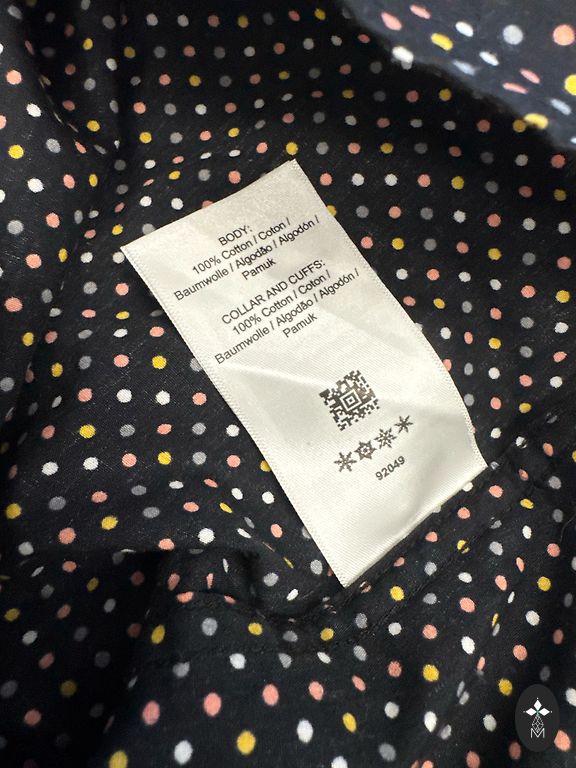 BODY:
100% Cotton / Coton /
Baumwolle / Algodão / Algodón /
Pamuk
COLLAR AND CUFFS:
100% Cotton / Coton /
Baumwolle / Algodão / Algodón /
Pamuk
92049
M